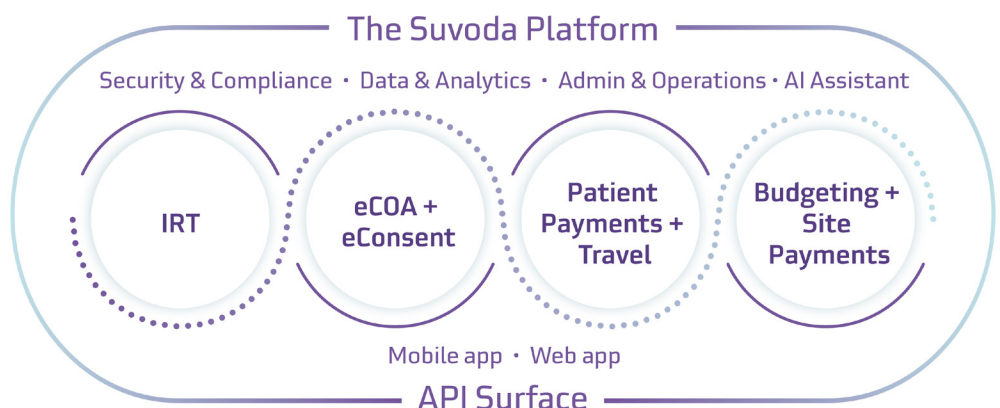 The Suvoda Platform
Security & Compliance • Data & Analytics • Admin & Operations • AI Assistant
IRT
eCOA +
eConsent
Patient
Payments +
Travel
Budgeting +
Site
Payments
Mobile app • Web app
API Surface